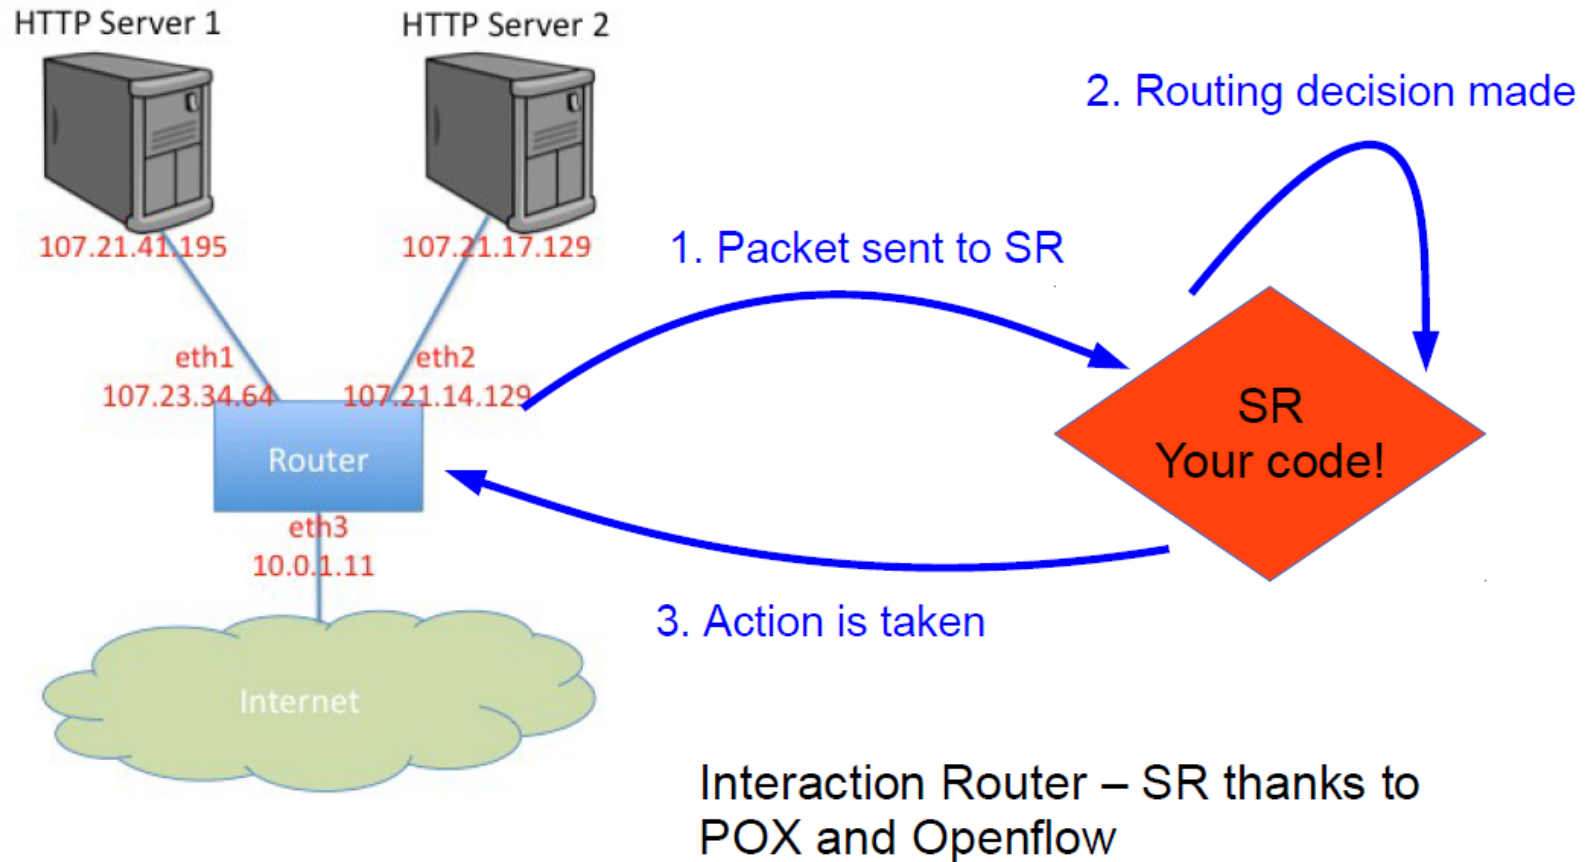 HTTP Server 1
HTTP Server 2
2. Routing decision made
107.21.41.195
107.21.17.129
1. Packet sent to SR
eth1
107.23.34.64
eth2
107.21.14.129
SR
Your code!
Router
eth3
10.0.1.11
3. Action is taken
Internet
Interaction Router – SR thanks to
POX and Openflow